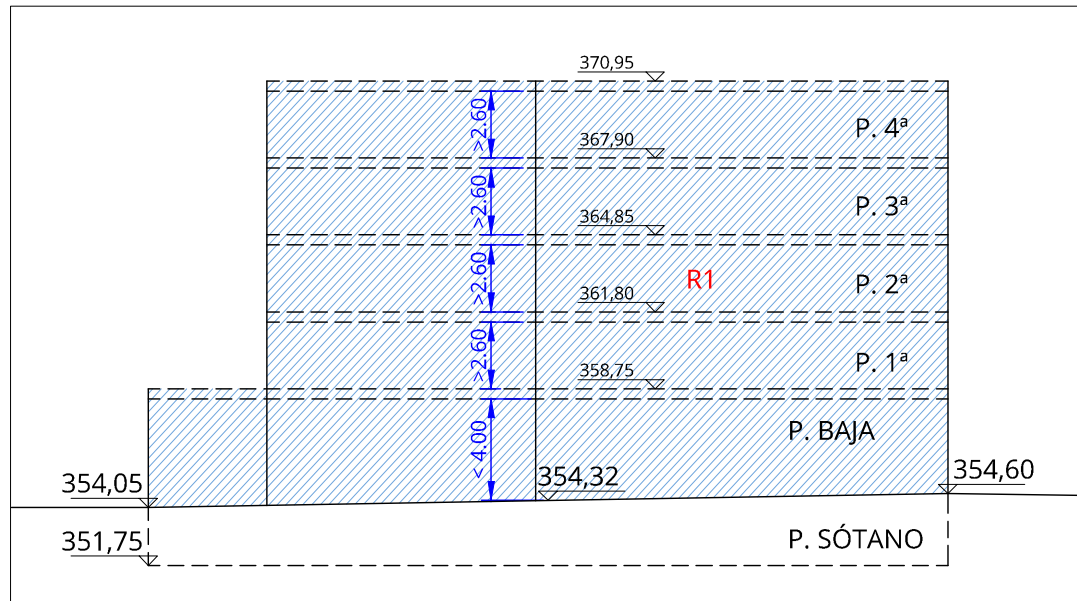 370,95
>2.60
P. 4ª
367,90
>2.60
P. 3ª
364,85
>2.60
R1
P. 2ª
361,80
>2.60
P. 1ª
358,75
< 4.00
P. BAJA
354,05
354,32
354,60
351,75
P. SÓTANO